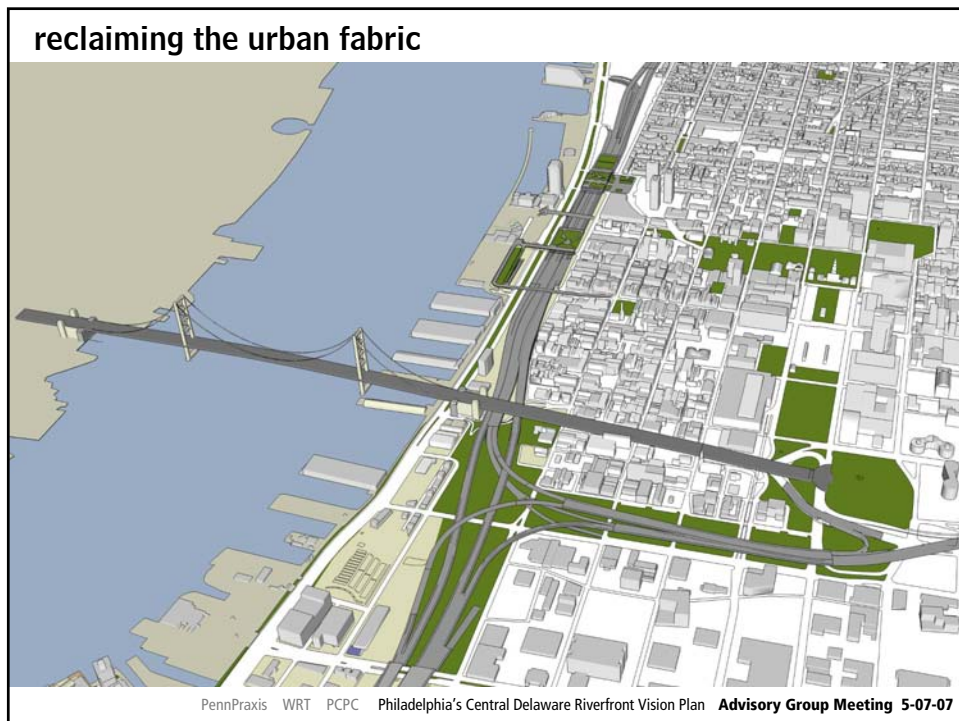 reclaiming the urban fabric
PennPraxis WRT PCPC Philadelphia's Central Delaware Riverfront Vision Plan Advisory Group Meeting 5-07-07